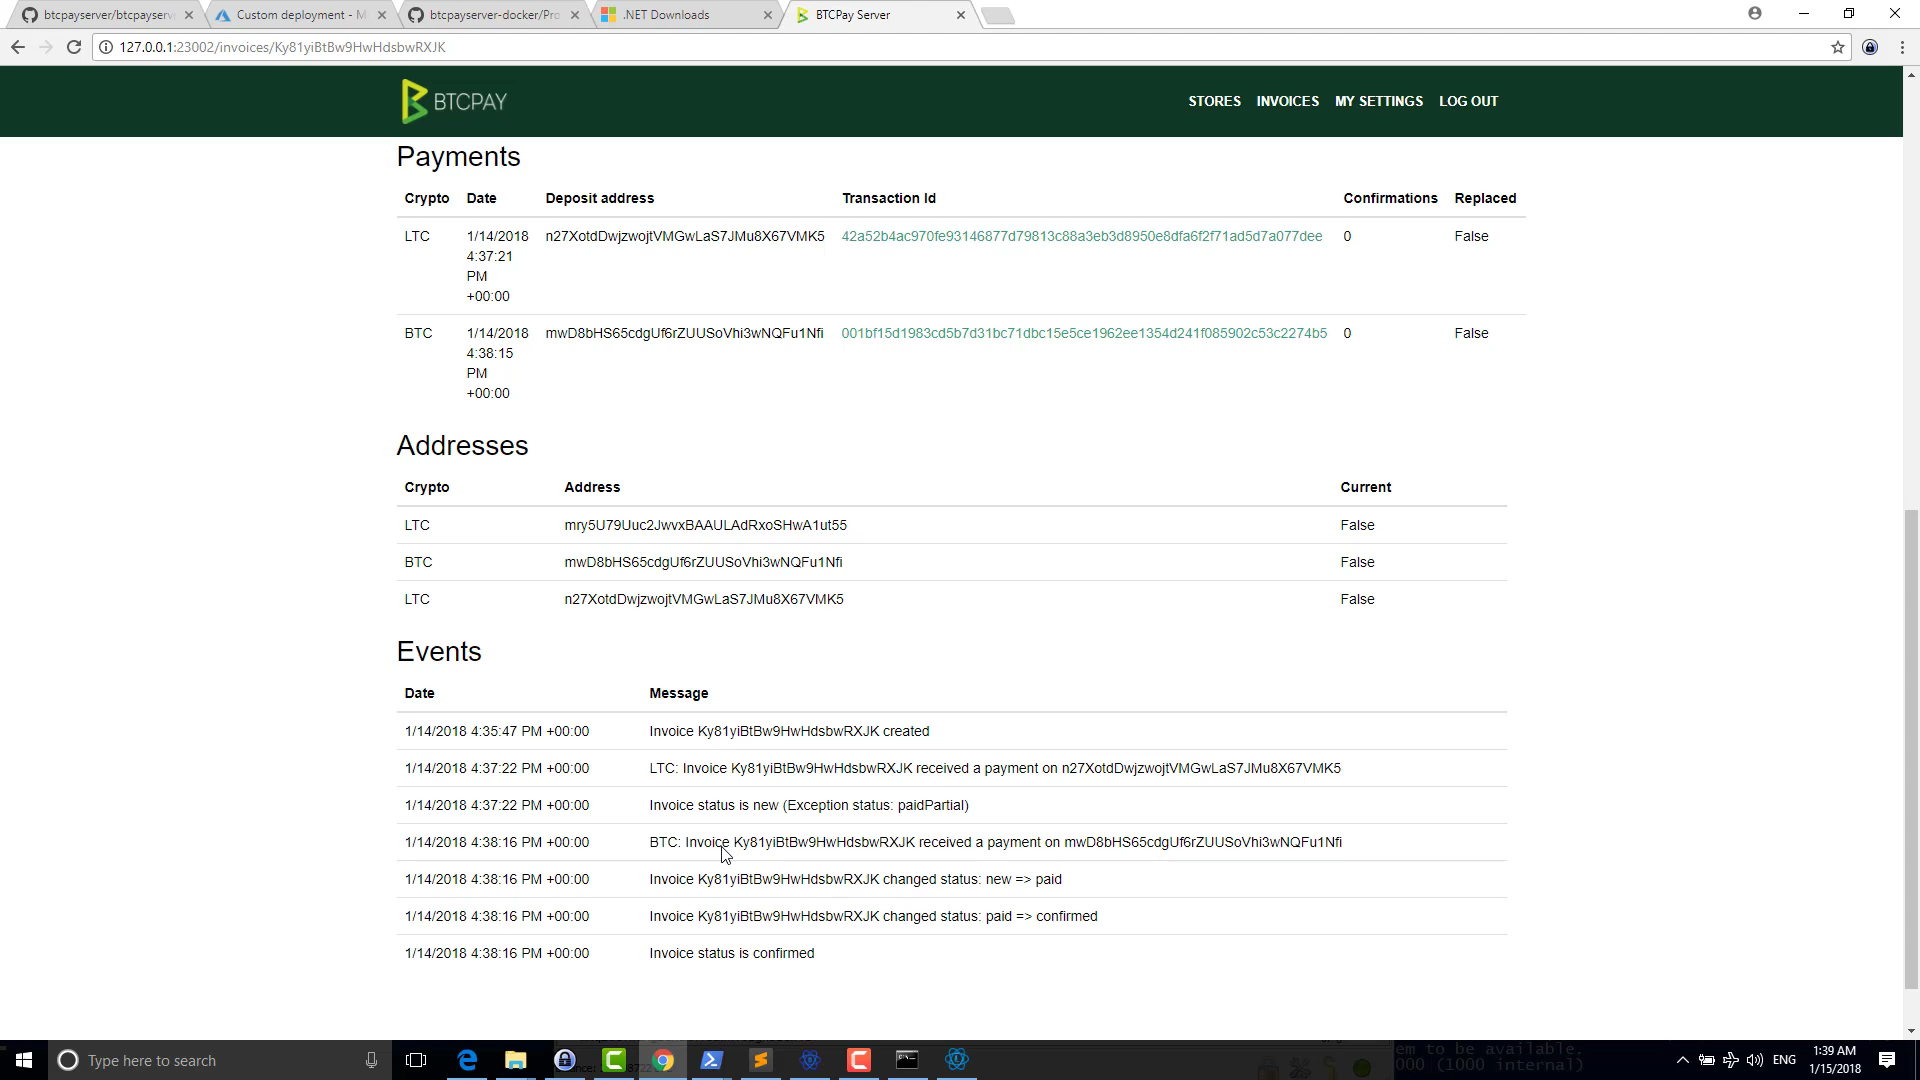 btcpayserver/btcpayserv
Custom deployment - M
btcpayserver-docker/Pro
.NET Downloads
BTCPay Server
127.0.0.1:23002/invoices/Ky81yiBtBw9HwHdsbwRXJK
BTCPAY
STORES INVOICES MY SETTINGS LOG OUT
Payments
Crypto Date Deposit address Transaction Id Confirmations Replaced
LTC 1/14/2018 n27XotdDwjzwojtVMGwLaS7JMu8X67VMK5 42a52b4ac970fe93146877d79813c88a3eb3d8950e8dfa6f2f71ad5d7a077dee 0 False
4:37:21
PM
+00:00
BTC 1/14/2018 mwD8bHS65cdgUf6rZUUSoVhi3wNQFu1Nfi 001bf15d1983cd5b7d31bc71dbc15e5ce1962ee1354d241f085902c53c2274b5 0 False
4:38:15
PM
+00:00
Addresses
Crypto Address Current
LTC mry5U79Uuc2JwvxBAAULAdRxoSHwA1ut55 False
BTC mwD8bHS65cdgUf6rZUUSoVhi3wNQFu1Nfi False
LTC n27XotdDwjzwojtVMGwLaS7JMu8X67VMK5 False
Events
Date Message
1/14/2018 4:35:47 PM +00:00 Invoice Ky81yiBtBw9HwHdsbwRXJK created
1/14/2018 4:37:22 PM +00:00 LTC: Invoice Ky81yiBtBw9HwHdsbwRXJK received a payment on n27XotdDwjzwojtVMGwLaS7JMu8X67VMK5
1/14/2018 4:37:22 PM +00:00 Invoice status is new (Exception status: paidPartial)
1/14/2018 4:38:16 PM +00:00 BTC: Invoice Ky81yiBtBw9HwHdsbwRXJK received a payment on mwD8bHS65cdgUf6rZUUSoVhi3wNQFu1Nfi
1/14/2018 4:38:16 PM +00:00 Invoice Ky81yiBtBw9HwHdsbwRXJK changed status: new => paid
1/14/2018 4:38:16 PM +00:00 Invoice Ky81yiBtBw9HwHdsbwRXJK changed status: paid => confirmed
1/14/2018 4:38:16 PM +00:00 Invoice status is confirmed
Type here to search
em to be available.
000 (1000 internal)
ENG
1:39 AM
1/15/2018